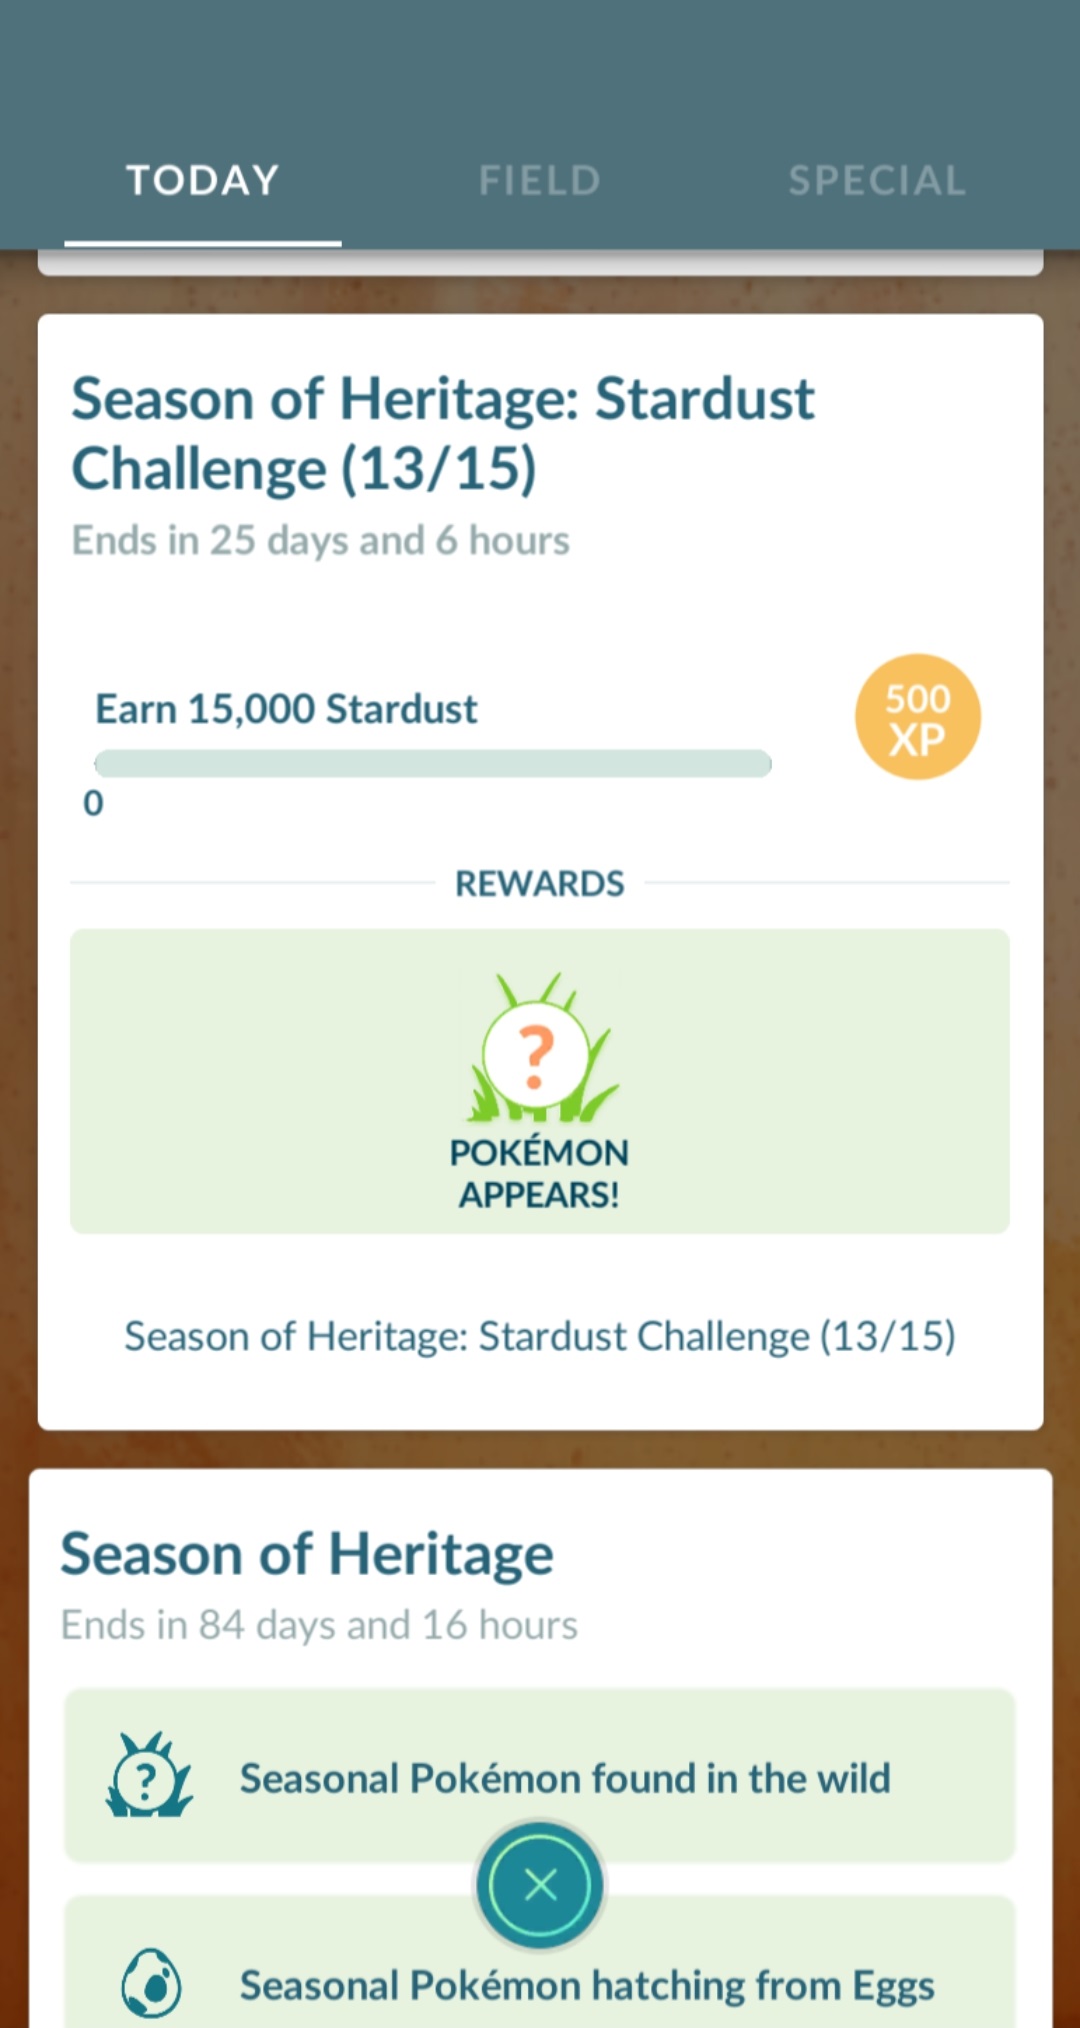 TODAY
FIELD
SPECIAL
Season of Heritage: Stardust
Challenge (13/15)
Ends in 25 days and 6 hours
Earn 15,000 Stardust
500
XP
0
REWARDS
?
POKÉMON
APPEARS!
Season of Heritage: Stardust Challenge (13/15)
Season of Heritage
Ends in 84 days and 16 hours
?
Seasonal Pokémon found in the wild
Seasonal Pokémon hatching from Eggs